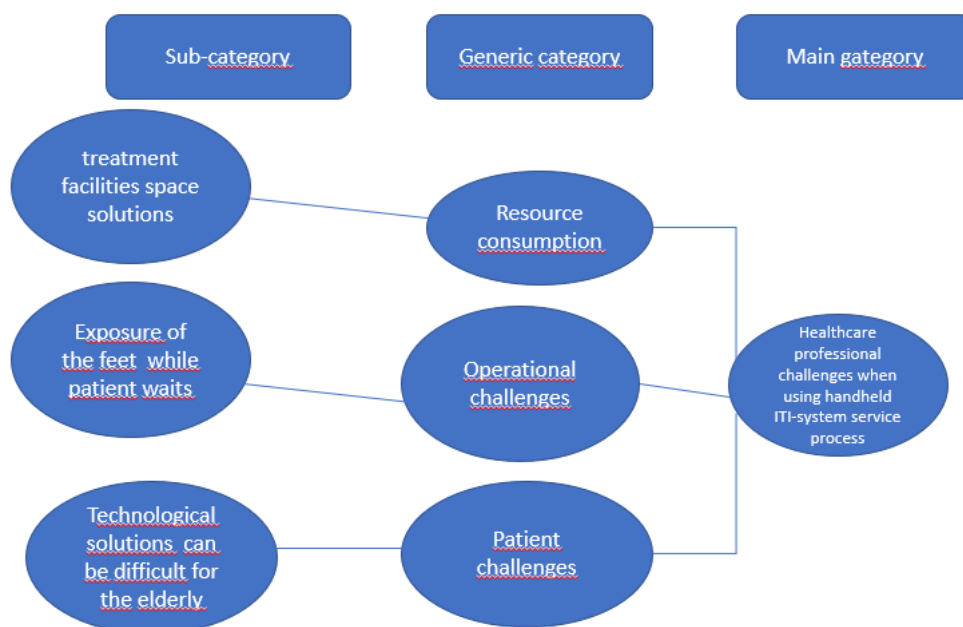 Sub-category
Generic category
Main gategory
treatment
facilities space
solutions
Resource
consumption
Exposure of
the feet while
patient waits
Operational
challenges
Healthcare
professional
challenges when
using handheld
ITI-system service
process
Technological
solutions can
be difficult for
the elderly
Patient
challenges